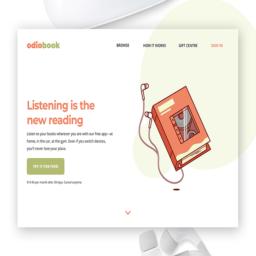 odiobook
BROWSE
HOW IT WORKS
GIFT CENTRE
SIGN IN
Listening is the
new reading
Listen to your books wherever you are with our free app - at
home, in the car, at the gym. Even if you switch devices,
you'll never lose your place.
TRY IT FOR FREE